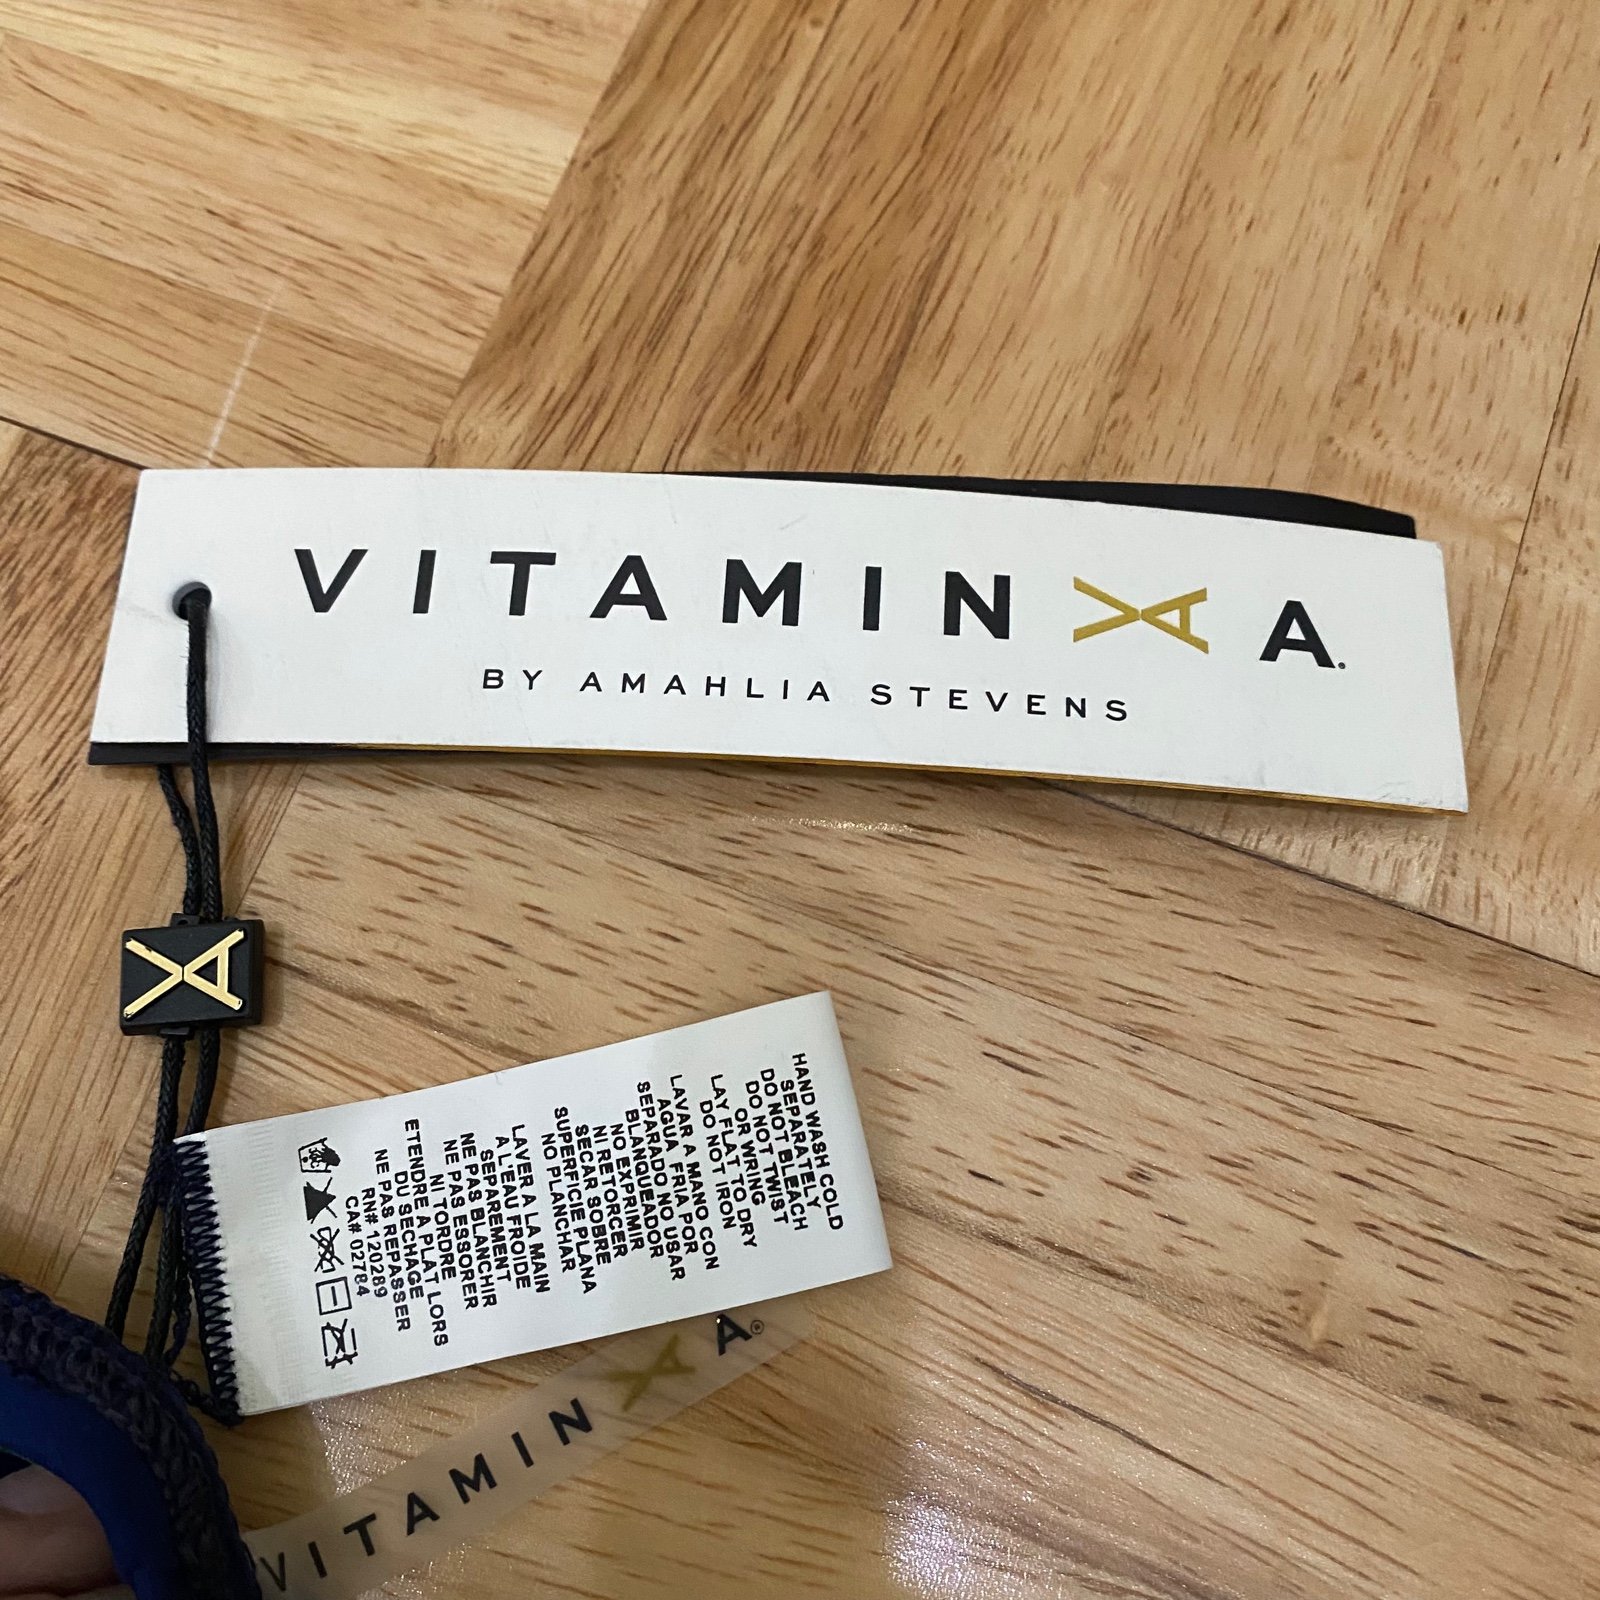 VITAMIN A.
BY AMAHLIA STEVENS
HAND WASH COLD
SEPARATELY
DO NOT BLEACH
DO NOT TWIST
OR WRING
LAY FLAT TO DRY
DO NOT IRON
LAVAR A MANO CON
AGUA FRIA POR
SEPARADO NO USAR
BLANQUEADOR
NO EXPRIMIR
NI RETORCER
SECAR SOBRE
SUPERFICIE PLANA
NO PLANCHAR
LAVER A LA MAIN
A L'EAU FROIDE
SEPAREMENT
NE PAS BLANCHIR
NE PAS ESSORER
NI TORDRE
ETENDRE A PLAT LORS
DU SECHAGE
NE PAS REPASSER
RN# 120289
CA# 02784
VITAMIN A®